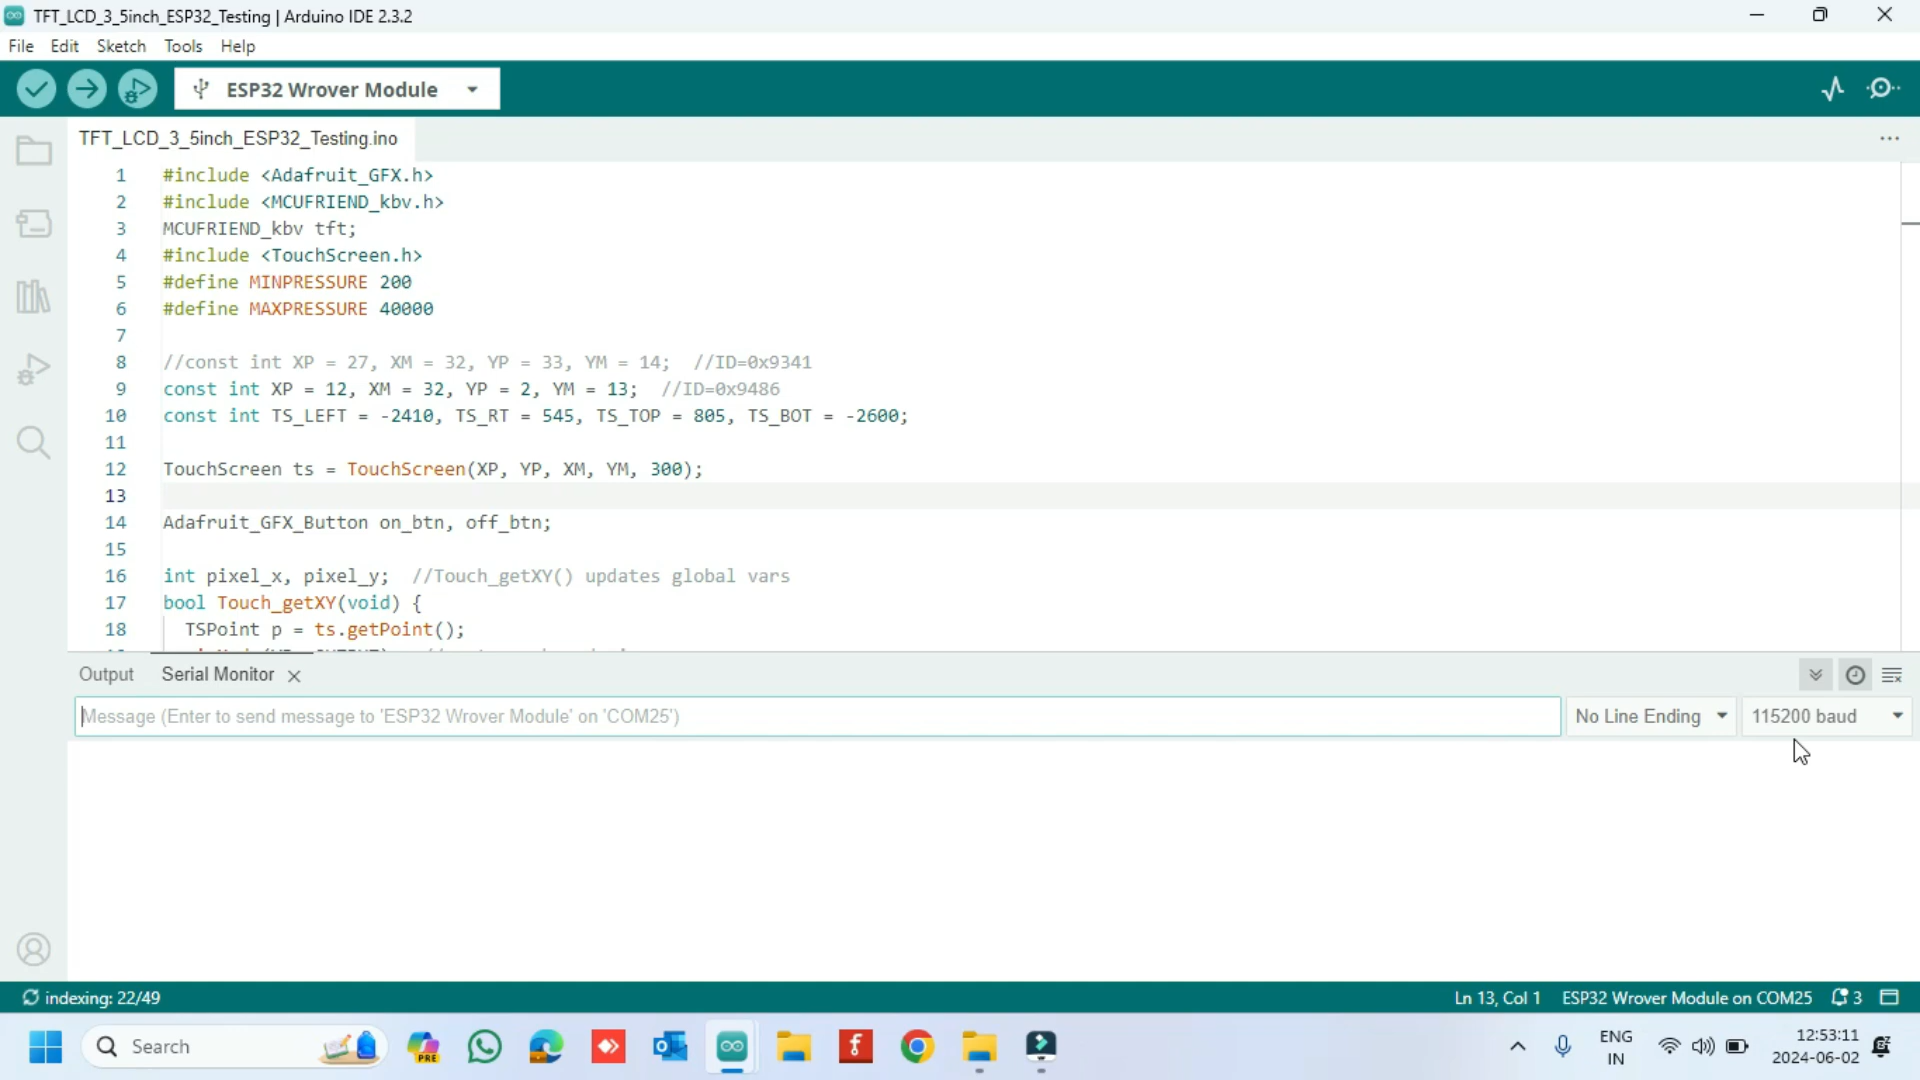 TFT_LCD_3_5inch_ESP32_Testing | Arduino IDE 2.3.2
File Edit Sketch Tools Help
ESP32 Wrover Module
TFT_LCD_3_5inch_ESP32_Testing.ino
1 #include <Adafruit_GFX.h>
2 #include <MCUFRIEND_kbv.h>
3 MCUFRIEND_kbv tft;
4 #include <TouchScreen.h>
5 #define MINPRESSURE 200
6 #define MAXPRESSURE 40000
7
8 //const int XP = 27, XM = 32, YP = 33, YM = 14; //ID=0x9341
9 const int XP = 12, XM = 32, YP = 2, YM = 13; //ID=0x9486
10 const int TS_LEFT = -2410, TS_RT = 545, TS_TOP = 805, TS_BOT = -2600;
11
12 TouchScreen ts = TouchScreen(XP, YP, XM, YM, 300);
13
14 Adafruit_GFX_Button on_btn, off_btn;
15
16 int pixel_x, pixel_y; //Touch_getXY() updates global vars
17 bool Touch_getXY(void) {
18 TSPoint p = ts.getPoint();
Output Serial Monitor
Message (Enter to send message to 'ESP32 Wrover Module' on 'COM25') No Line Ending 115200 baud
indexing: 22/49 Ln 13, Col 1 ESP32 Wrover Module on COM25 3
Search PRE ENG 12:53:11
IN 2024-06-02